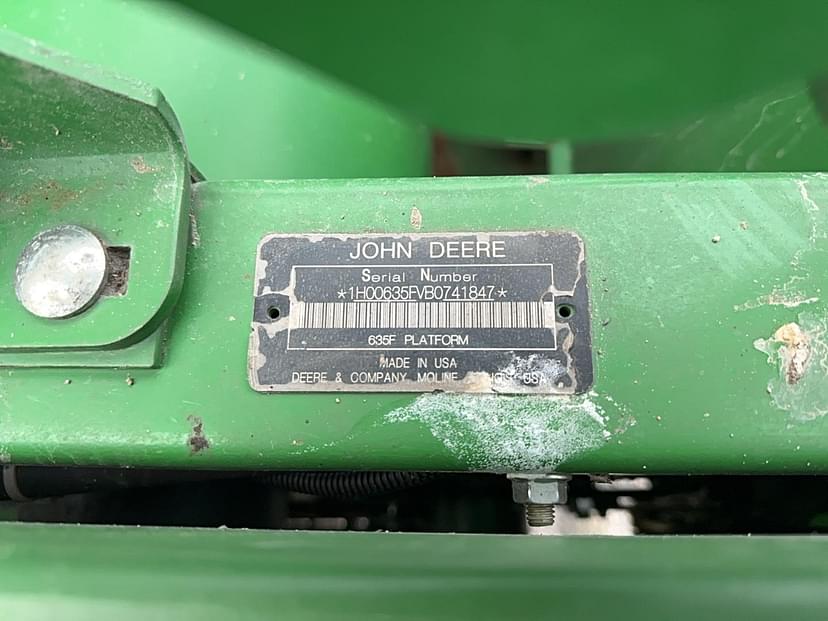 JOHN DEERE
Serial Number
*1H00635FVB0741847*
635F PLATFORM
MADE IN USA
DEERE & COMPANY MOLINE USA